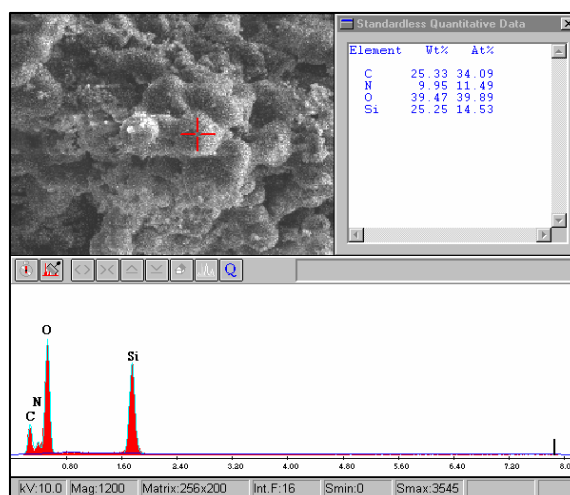 Standardless Quantitative Data
Element Wt% At%
C 25.33 34.09
N 9.95 11.49
O 39.47 39.89
Si 25.25 14.53
Q
O
Si
N
C
0.80 1.60 2.40 3.20 4.00 4.80 5.60 6.40 7.20 8.0
kV:10.0 Mag:1200 Matrix:256x200 Int.F:16 Smin:0 Smax:3545